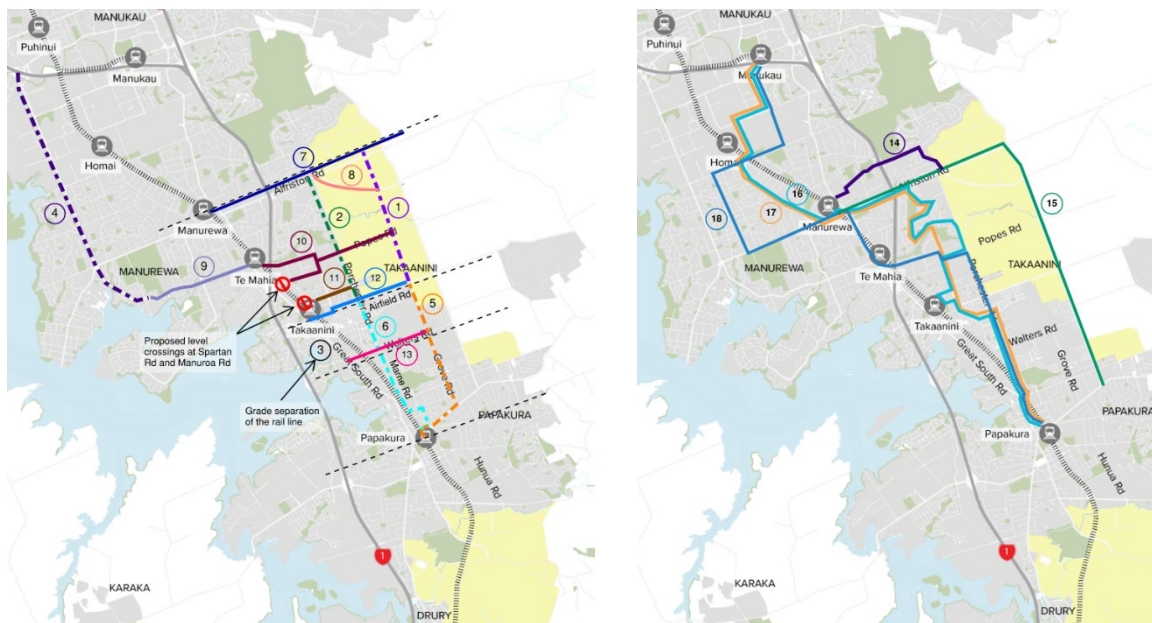 MANUKAU
Puhinui
Manukau
Homai
7
Alfriston Rd
8
4
2
1
Manurewa
10
Popes Rd
9
MANUREWA
Te Mahia
11
12
TAKAANINI
Porchester Rd
Airfield Rd
5
Proposed level
crossings at Spartan
Rd and Manuroa Rd
Takaanini
6
Walters Rd
3
13
Great South Rd
Marne Rd
Grove Rd
Grade separation
of the rail line
PAPAKURA
Papakura
Hunua Rd
1
KARAKA
DRURY
MANUKAU
Puhinui
Manukau
14
Alfriston Rd
16
15
17
18
Manurewa
Popes Rd
MANUREWA
Te Mahia
TAKAANINI
Porchester
Takaanini
Walters Rd
Great South Rd
Grove Rd
PAPAKURA
Papakura
Hunua Rd
1
KARAKA
DRURY